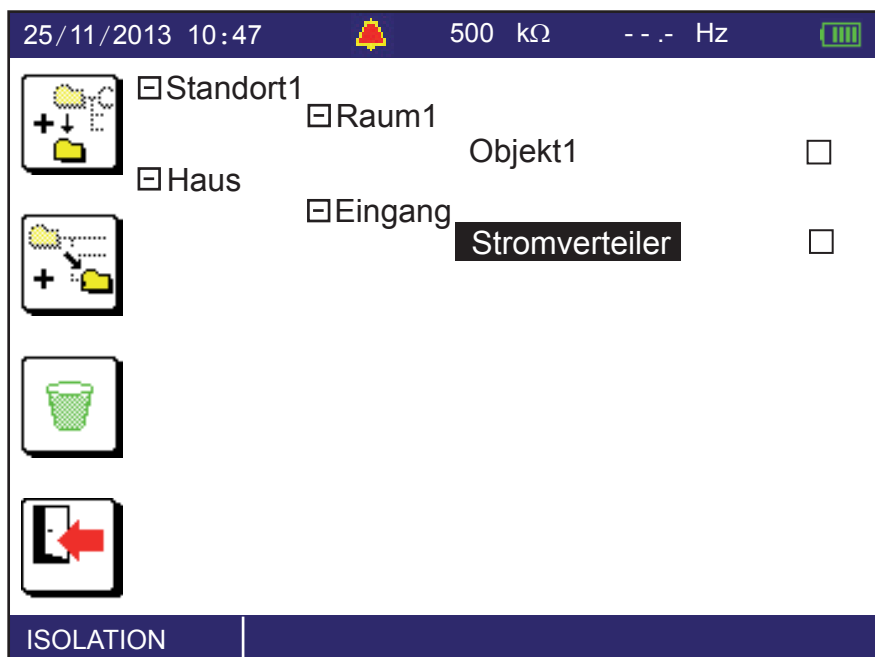 25/11/2013 10:47 500 kΩ - - .- Hz
Standort1
Raum1
Objekt1
Haus
Eingang
Stromverteiler
ISOLATION